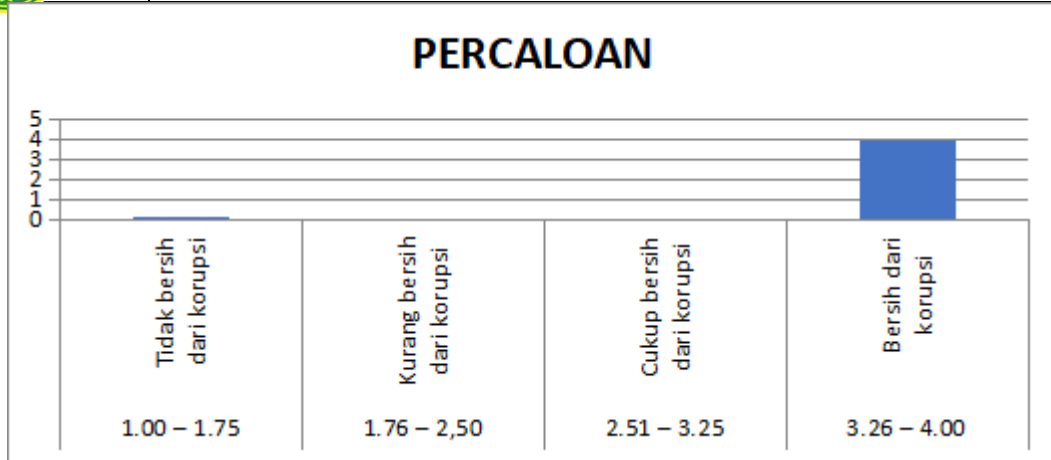 PERCALOAN
5
4
3
2
1
0
Tidak bersih
dari korupsi
Kurang bersih
dari korupsi
Cukup bersih
dari korupsi
Bersih dari
korupsi
1.00 – 1.75
1.76 – 2,50
2.51 – 3.25
3.26 – 4.00